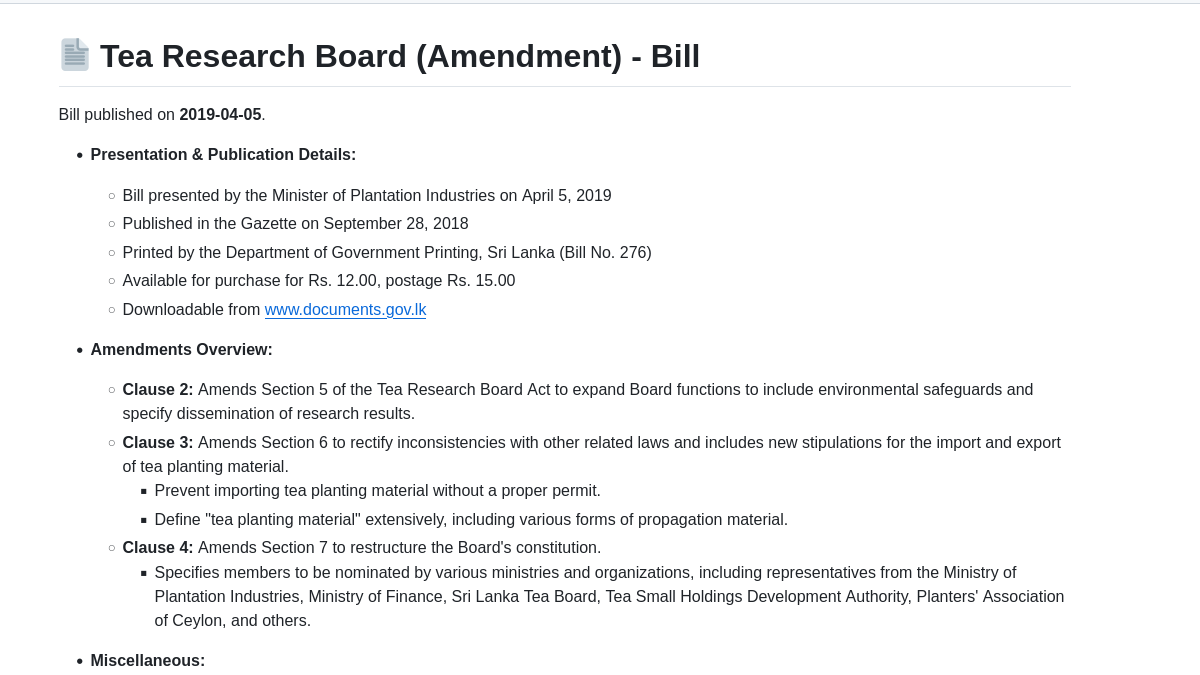 Tea Research Board (Amendment) - Bill
Bill published on 2019-04-05.
Presentation & Publication Details:
Bill presented by the Minister of Plantation Industries on April 5, 2019
Published in the Gazette on September 28, 2018
Printed by the Department of Government Printing, Sri Lanka (Bill No. 276)
Available for purchase for Rs. 12.00, postage Rs. 15.00
Downloadable from www.documents.gov.lk
Amendments Overview:
Clause 2: Amends Section 5 of the Tea Research Board Act to expand Board functions to include environmental safeguards and
specify dissemination of research results.
Clause 3: Amends Section 6 to rectify inconsistencies with other related laws and includes new stipulations for the import and export
of tea planting material.
Prevent importing tea planting material without a proper permit.
Define "tea planting material" extensively, including various forms of propagation material.
Clause 4: Amends Section 7 to restructure the Board's constitution.
Specifies members to be nominated by various ministries and organizations, including representatives from the Ministry of
Plantation Industries, Ministry of Finance, Sri Lanka Tea Board, Tea Small Holdings Development Authority, Planters' Association
of Ceylon, and others.
Miscellaneous: